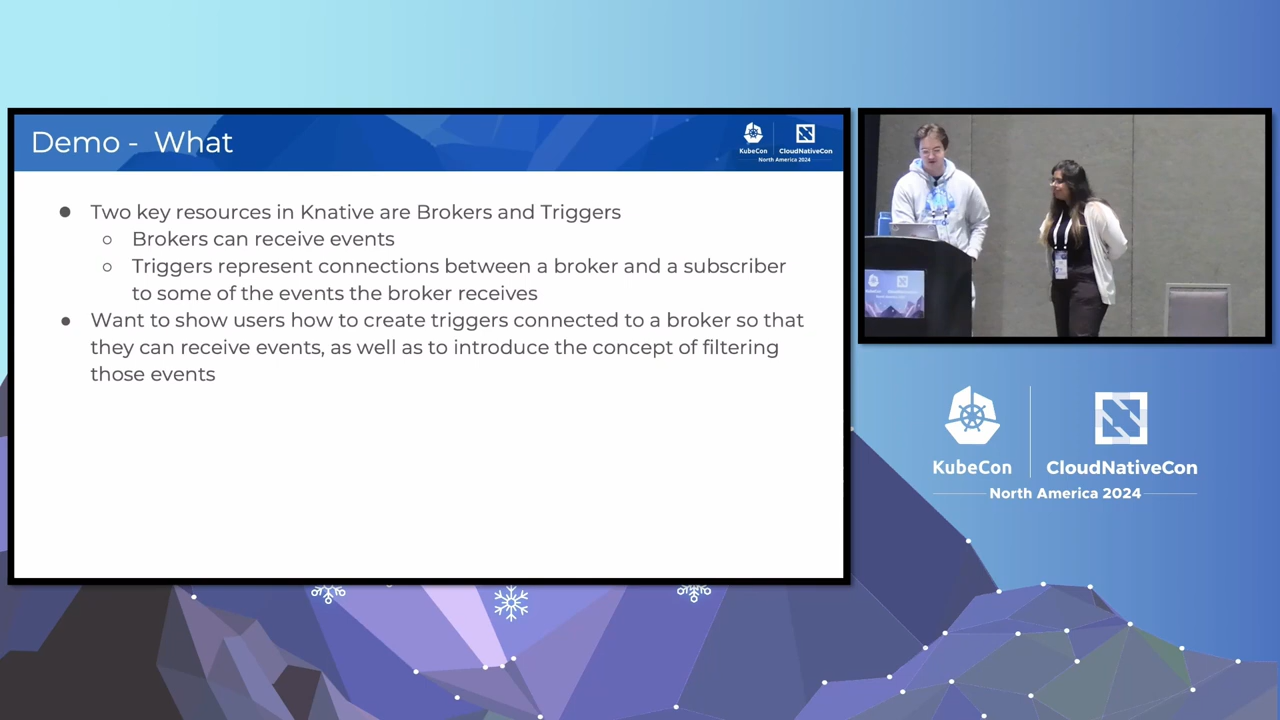 Demo - What
KubeCon
CloudNativeCon
North America 2024
● Two key resources in Knative are Brokers and Triggers
○ Brokers can receive events
○ Triggers represent connections between a broker and a subscriber
to some of the events the broker receives
● Want to show users how to create triggers connected to a broker so that
they can receive events, as well as to introduce the concept of filtering
those events
KubeCon
CloudNativeCon
North America 2024